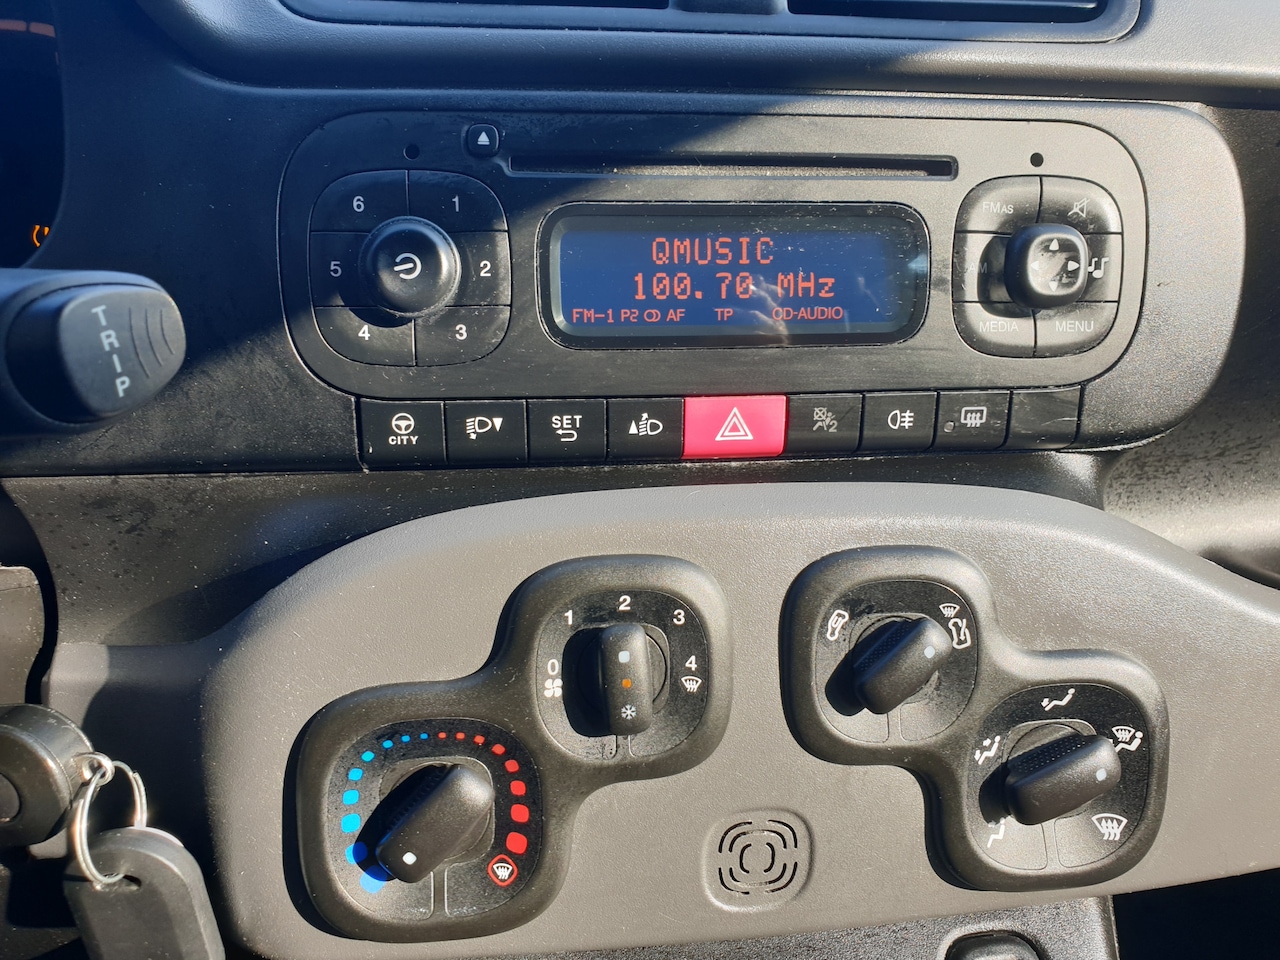 6 1
5 2
4 3
QMUSIC
100.70 MHz
FM-1 P2 AF TP CD-AUDIO
FMAS
MEDIA MENU
TRIP
CITY
SET
2
1 2 3
0 4